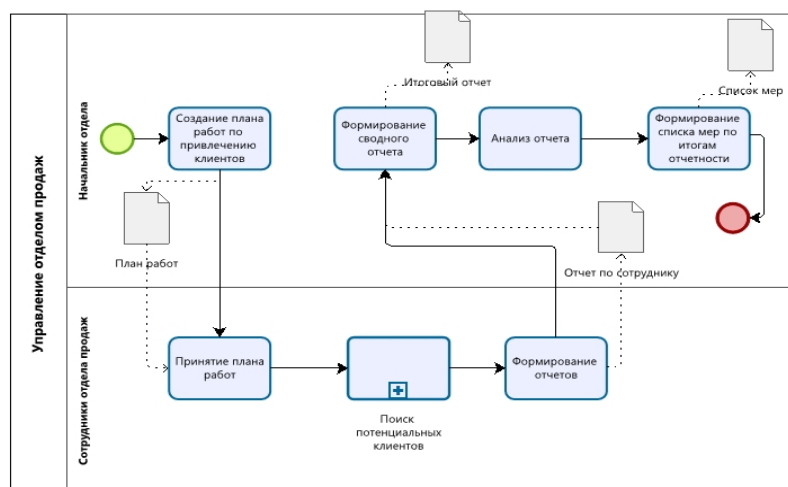 Управление отделом продаж
Начальник отдела
Создание плана
работ по
привлечению
клиентов
План работ
Формирование
сводного
отчета
Итоговый отчет
Анализ отчета
Формирование
списка мер по
итогам
отчетности
Список мер
Отчет по сотруднику
Сотрудники отдела продаж
Принятие плана
работ
Поиск
потенциальных
клиентов
Формирование
отчетов